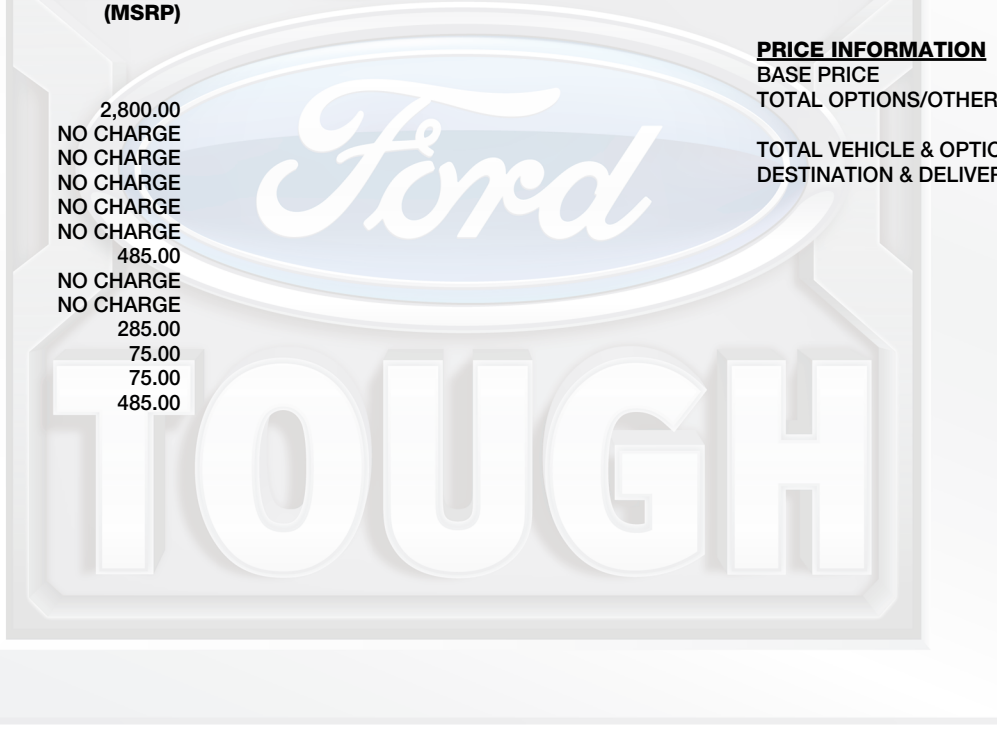 (MSRP)
2,800.00
NO CHARGE
NO CHARGE
NO CHARGE
NO CHARGE
NO CHARGE
485.00
NO CHARGE
NO CHARGE
285.00
75.00
75.00
485.00
PRICE INFORMATION
BASE PRICE
TOTAL OPTIONS/OTHER
TOTAL VEHICLE & OPTIO
DESTINATION & DELIVER
Ford
TOUGH